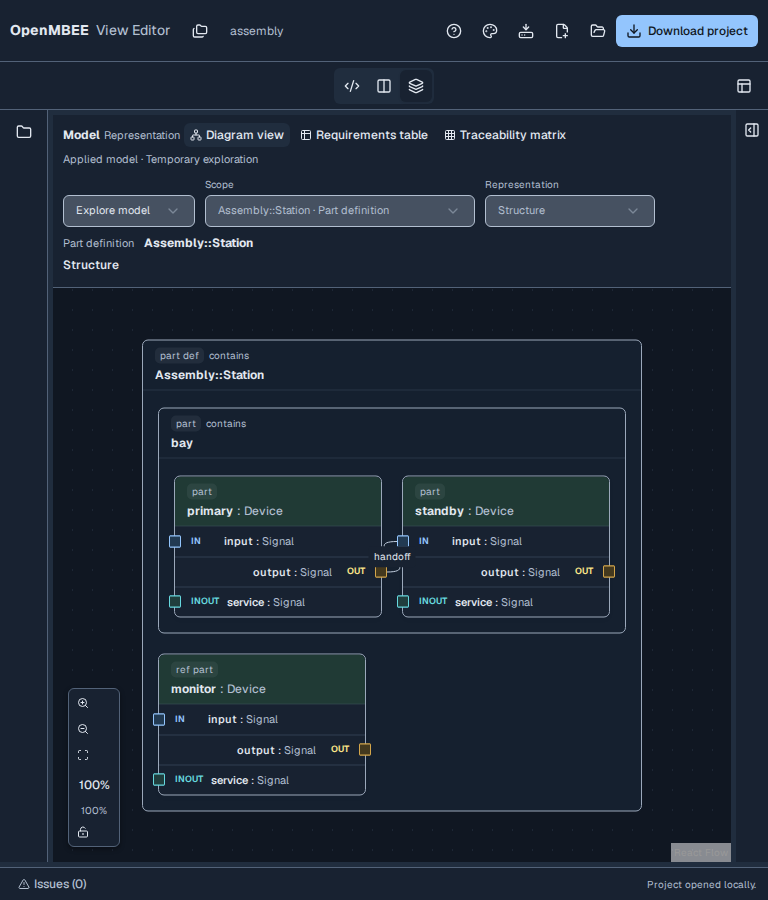 OpenMBEE View Editor assembly Download project
Model Representation Diagram view Requirements table Traceability matrix
Applied model · Temporary exploration
Scope Representation
Explore model Assembly::Station · Part definition Structure
Part definition Assembly::Station
Structure
part def contains
Assembly::Station
part contains
bay
part
primary : Device
IN input : Signal
output : Signal OUT
INOUT service : Signal
handoff
part
standby : Device
IN input : Signal
output : Signal OUT
INOUT service : Signal
ref part
monitor : Device
IN input : Signal
output : Signal OUT
INOUT service : Signal
100%
100%
React Flow
Issues (0) Project opened locally.